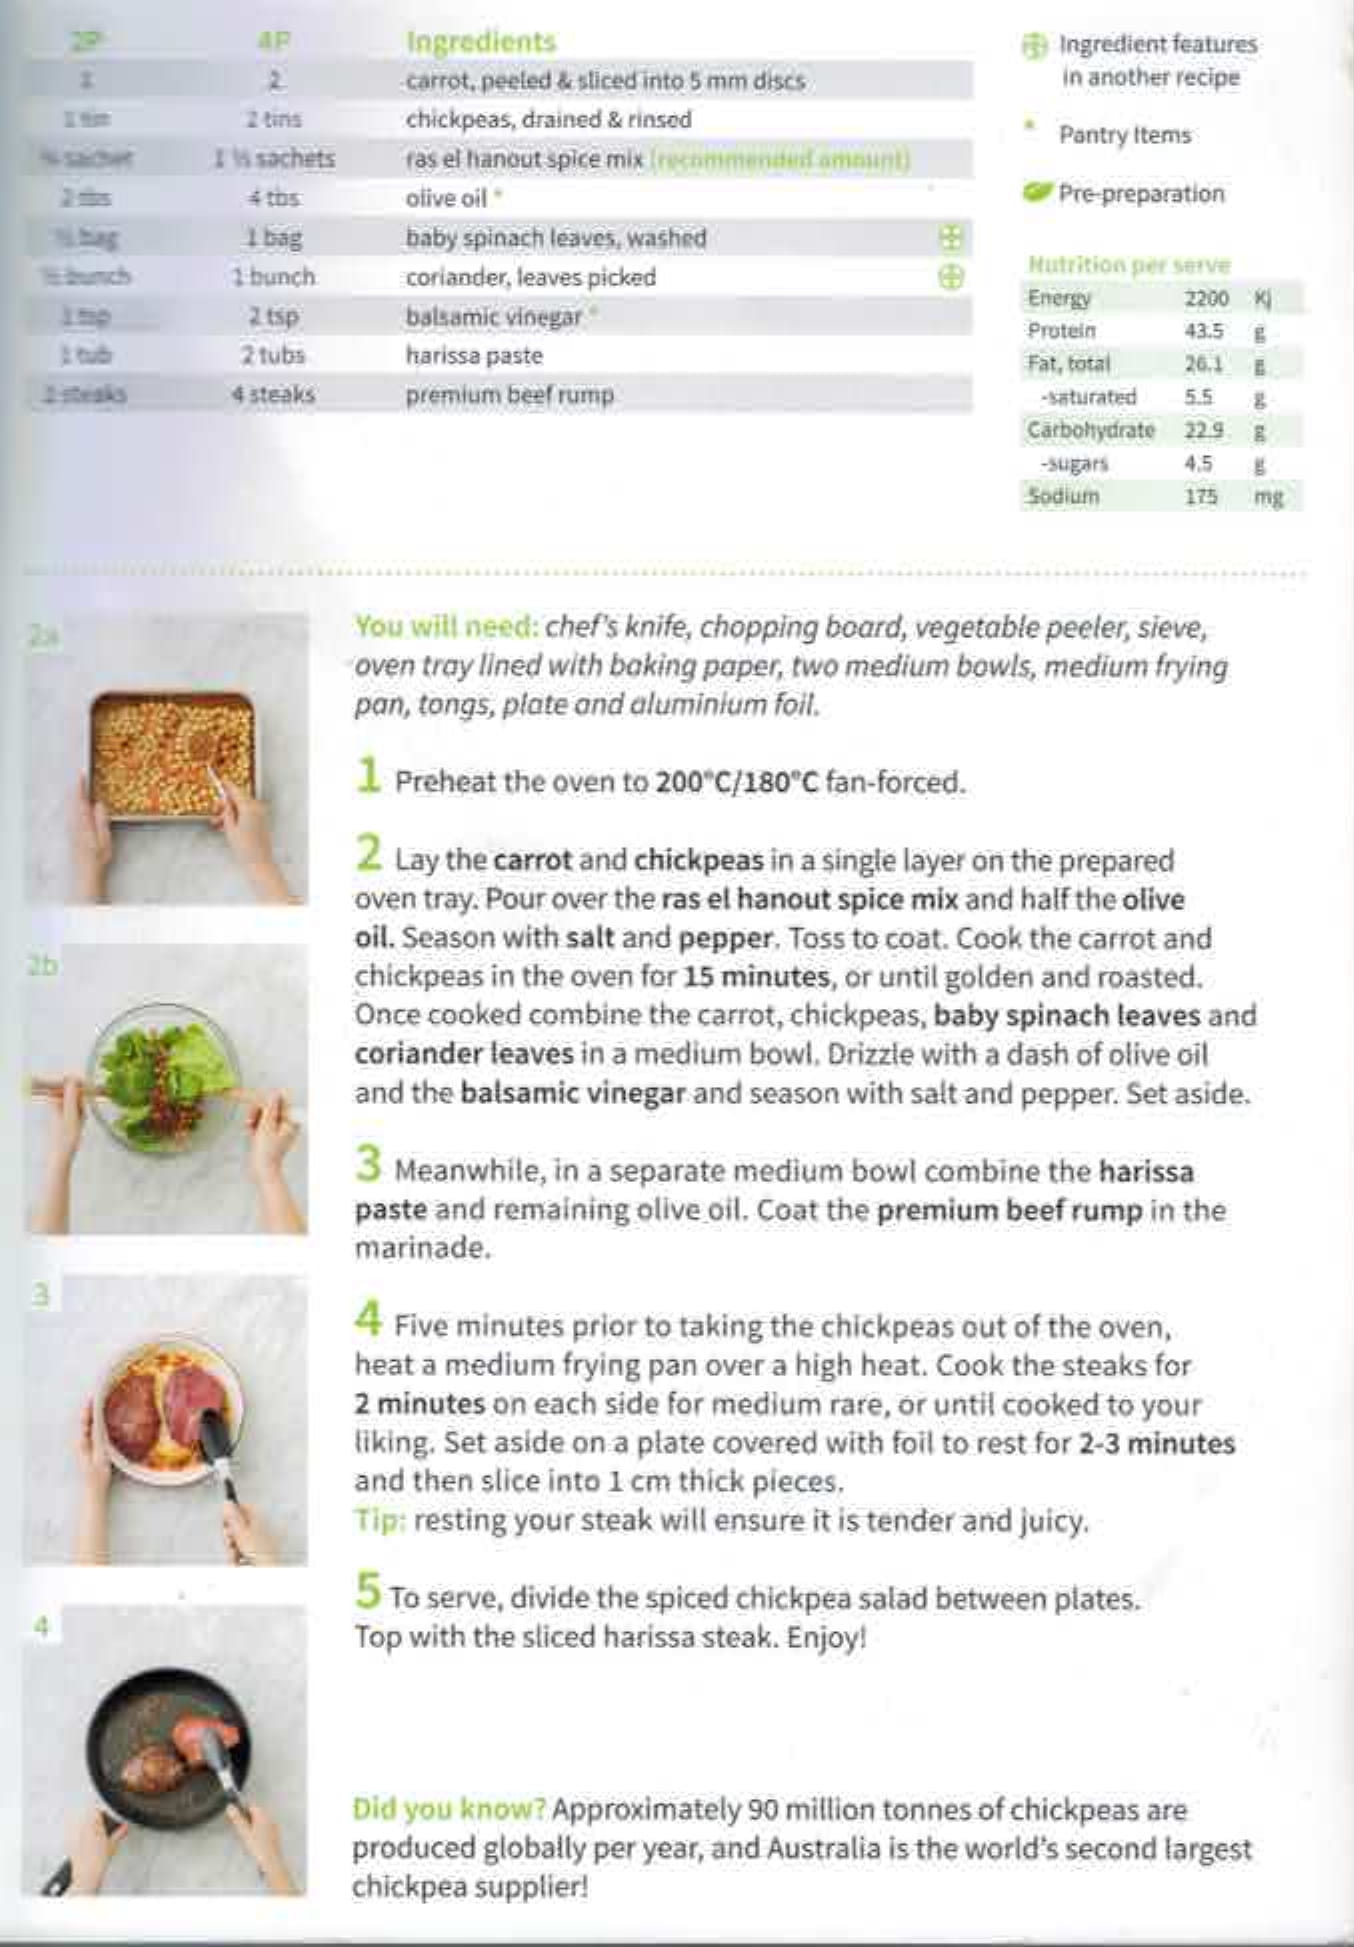 2P 4P Ingredients
1 2 carrot, peeled & sliced into 5 mm discs
1 tin 2 tins chickpeas, drained & rinsed
sachet 1 ½ sachets ras el hanout spice mix (recommended amount)
2 tbs 4 tbs olive oil *
½ bag 1 bag baby spinach leaves, washed
½ bunch 1 bunch coriander, leaves picked
1 tsp 2 tsp balsamic vinegar *
1 tub 2 tubs harissa paste
2 steaks 4 steaks premium beef rump
Ingredient features
in another recipe
* Pantry Items
Pre-preparation
Nutrition per serve
Energy 2200 Kj
Protein 43.5 g
Fat, total 26.1 g
-saturated 5.5 g
Carbohydrate 22.9 g
-sugars 4.5 g
Sodium 175 mg
You will need: chef's knife, chopping board, vegetable peeler, sieve,
oven tray lined with baking paper, two medium bowls, medium frying
pan, tongs, plate and aluminium foil.
1 Preheat the oven to 200°C/180°C fan-forced.
2a
2 Lay the carrot and chickpeas in a single layer on the prepared
oven tray. Pour over the ras el hanout spice mix and half the olive
oil. Season with salt and pepper. Toss to coat. Cook the carrot and
chickpeas in the oven for 15 minutes, or until golden and roasted.
Once cooked combine the carrot, chickpeas, baby spinach leaves and
coriander leaves in a medium bowl. Drizzle with a dash of olive oil
and the balsamic vinegar and season with salt and pepper. Set aside.
2b
3 Meanwhile, in a separate medium bowl combine the harissa
paste and remaining olive oil. Coat the premium beef rump in the
marinade.
3
4 Five minutes prior to taking the chickpeas out of the oven,
heat a medium frying pan over a high heat. Cook the steaks for
2 minutes on each side for medium rare, or until cooked to your
liking. Set aside on a plate covered with foil to rest for 2-3 minutes
and then slice into 1 cm thick pieces.
Tip: resting your steak will ensure it is tender and juicy.
4
5 To serve, divide the spiced chickpea salad between plates.
Top with the sliced harissa steak. Enjoy!
Did you know? Approximately 90 million tonnes of chickpeas are
produced globally per year, and Australia is the world's second largest
chickpea supplier!